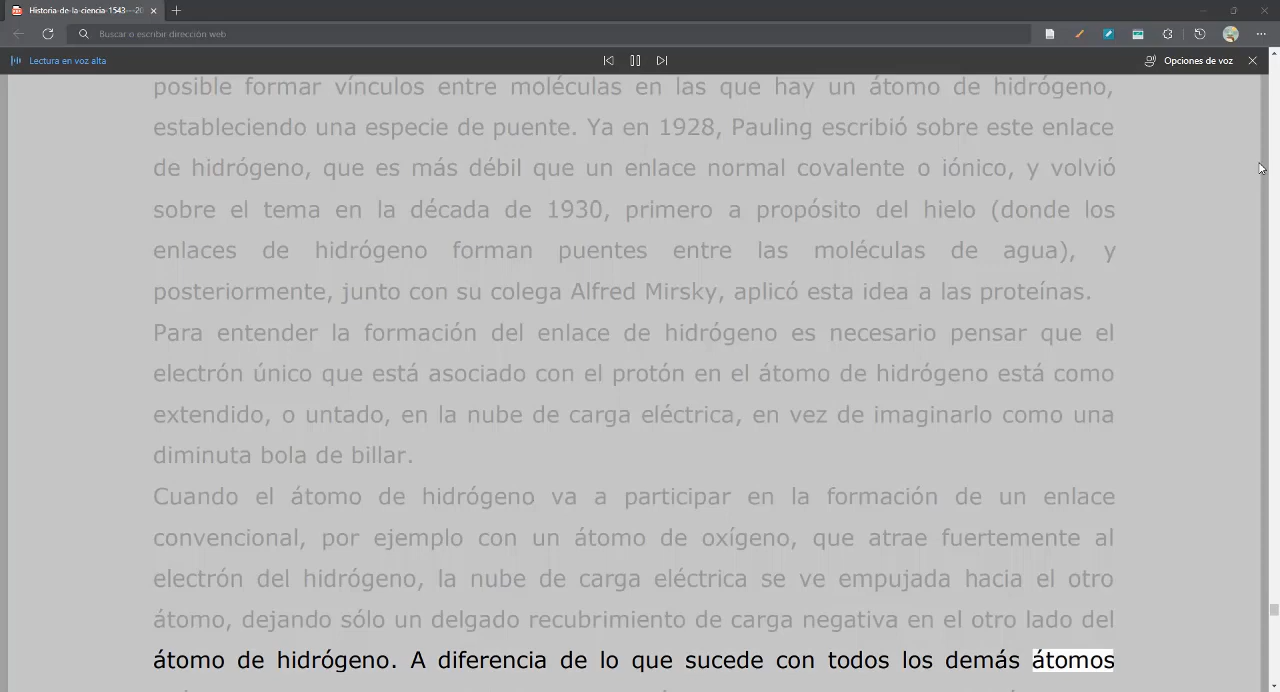 Historia-de-la-ciencia-1543---20
Buscar o escribir dirección web
Lectura en voz alta
Opciones de voz
posible formar vínculos entre moléculas en las que hay un átomo de hidrógeno,
estableciendo una especie de puente. Ya en 1928, Pauling escribió sobre este enlace
de hidrógeno, que es más débil que un enlace normal covalente o iónico, y volvió
sobre el tema en la década de 1930, primero a propósito del hielo (donde los
enlaces de hidrógeno forman puentes entre las moléculas de agua), y
posteriormente, junto con su colega Alfred Mirsky, aplicó esta idea a las proteínas.
Para entender la formación del enlace de hidrógeno es necesario pensar que el
electrón único que está asociado con el protón en el átomo de hidrógeno está como
extendido, o untado, en la nube de carga eléctrica, en vez de imaginarlo como una
diminuta bola de billar.
Cuando el átomo de hidrógeno va a participar en la formación de un enlace
convencional, por ejemplo con un átomo de oxígeno, que atrae fuertemente al
electrón del hidrógeno, la nube de carga eléctrica se ve empujada hacia el otro
átomo, dejando sólo un delgado recubrimiento de carga negativa en el otro lado del
átomo de hidrógeno. A diferencia de lo que sucede con todos los demás átomos